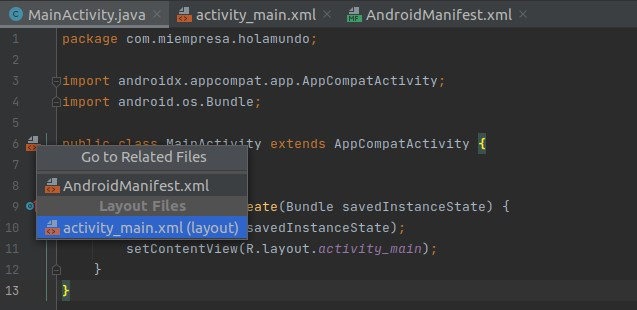 MainActivity.java × activity_main.xml × AndroidManifest.xml ×
1 package com.miempresa.holamundo;
2
3 import androidx.appcompat.app.AppCompatActivity;
4 import android.os.Bundle;
5
6 public class MainActivity extends AppCompatActivity {
Go to Related Files
7
AndroidManifest.xml
8
Layout Files
9 eate(Bundle savedInstanceState) {
activity_main.xml (layout)
10 savedInstanceState);
11 setContentView(R.layout.activity_main);
12 }
13 }